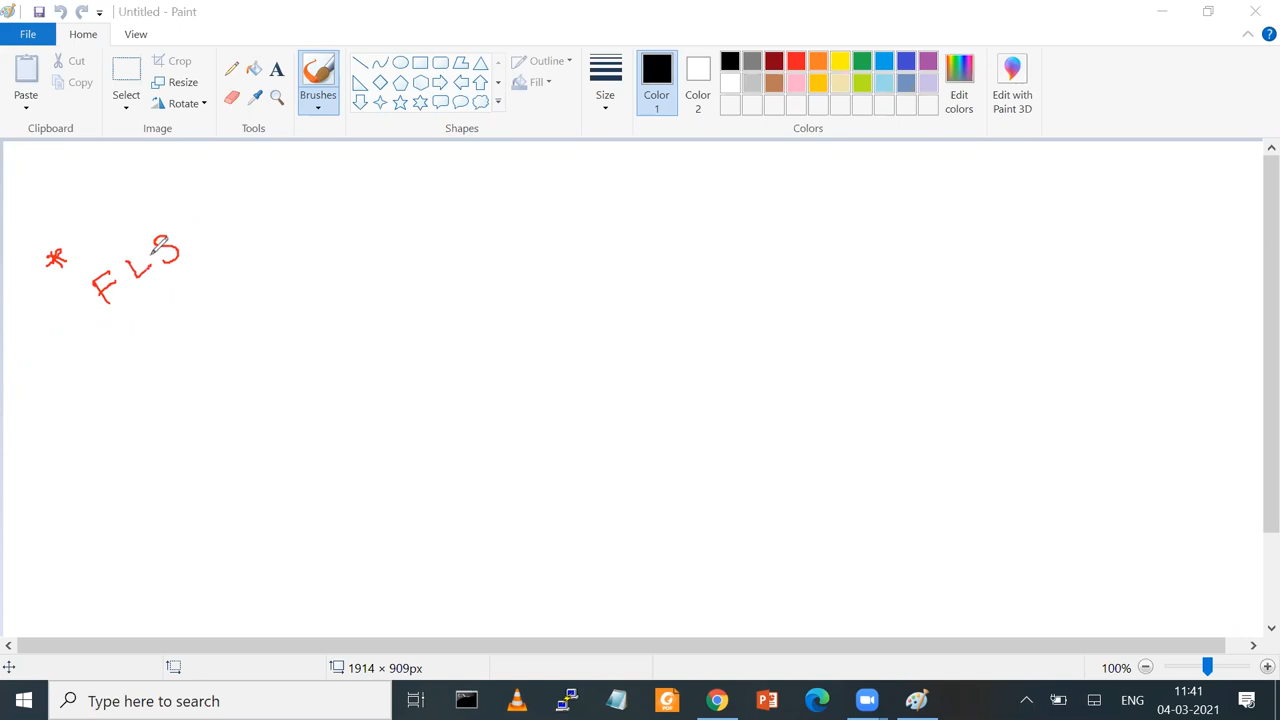 Untitled - Paint
File Home View
Paste
Cut
Copy
Clipboard
Select
Crop
Resize
Rotate
Image
A
Tools
Brushes
Shapes
Outline
Fill
Size
Color 1
Color 2
Edit colors
Edit with Paint 3D
Colors
* FLS
1914 × 909px
100%
Type here to search
ENG
11:41
04-03-2021